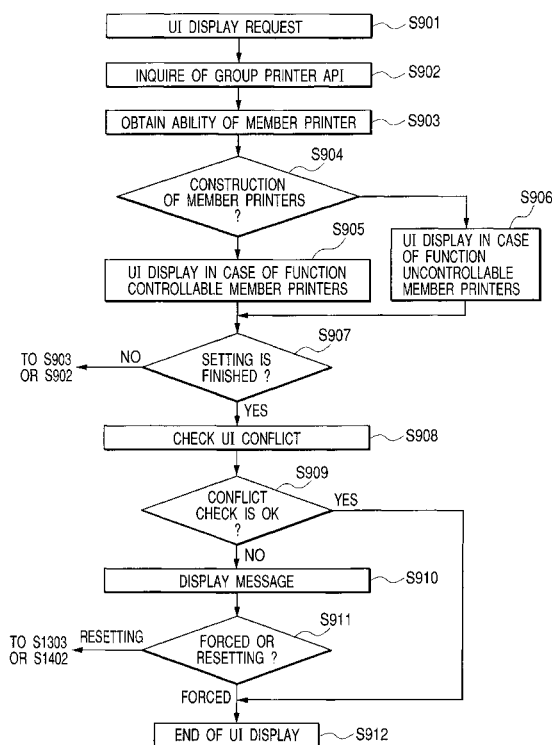 UI DISPLAY REQUEST
S901
INQUIRE OF GROUP PRINTER API
S902
OBTAIN ABILITY OF MEMBER PRINTER
S903
S904
CONSTRUCTION
OF MEMBER PRINTERS
?
S905
UI DISPLAY IN CASE OF FUNCTION
CONTROLLABLE MEMBER PRINTERS
S906
UI DISPLAY IN CASE
OF FUNCTION
UNCONTROLLABLE
MEMBER PRINTERS
S907
SETTING IS
FINISHED ?
NO
TO S903
OR S902
YES
CHECK UI CONFLICT
S908
S909
CONFLICT
CHECK IS OK
?
YES
NO
DISPLAY MESSAGE
S910
S911
FORCED OR
RESETTING ?
RESETTING
TO S1303
OR S1402
FORCED
END OF UI DISPLAY
S912